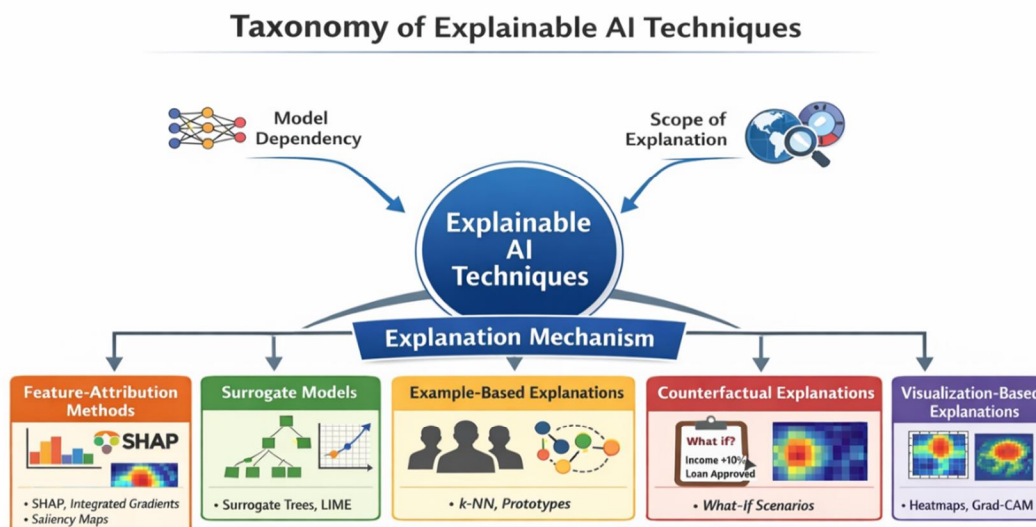 Taxonomy of Explainable AI Techniques
Model
Dependency
Scope of
Explanation
Explainable
AI
Techniques
Explanation Mechanism
Feature-Attribution
Methods
SHAP
• SHAP, Integrated Gradients
• Saliency Maps
Surrogate Models
• Surrogate Trees, LIME
Example-Based Explanations
• k-NN, Prototypes
Counterfactual Explanations
What if?
Income +10%
Loan Approved
• What-If Scenarios
Visualization-Based
Explanations
• Heatmaps, Grad-CAM